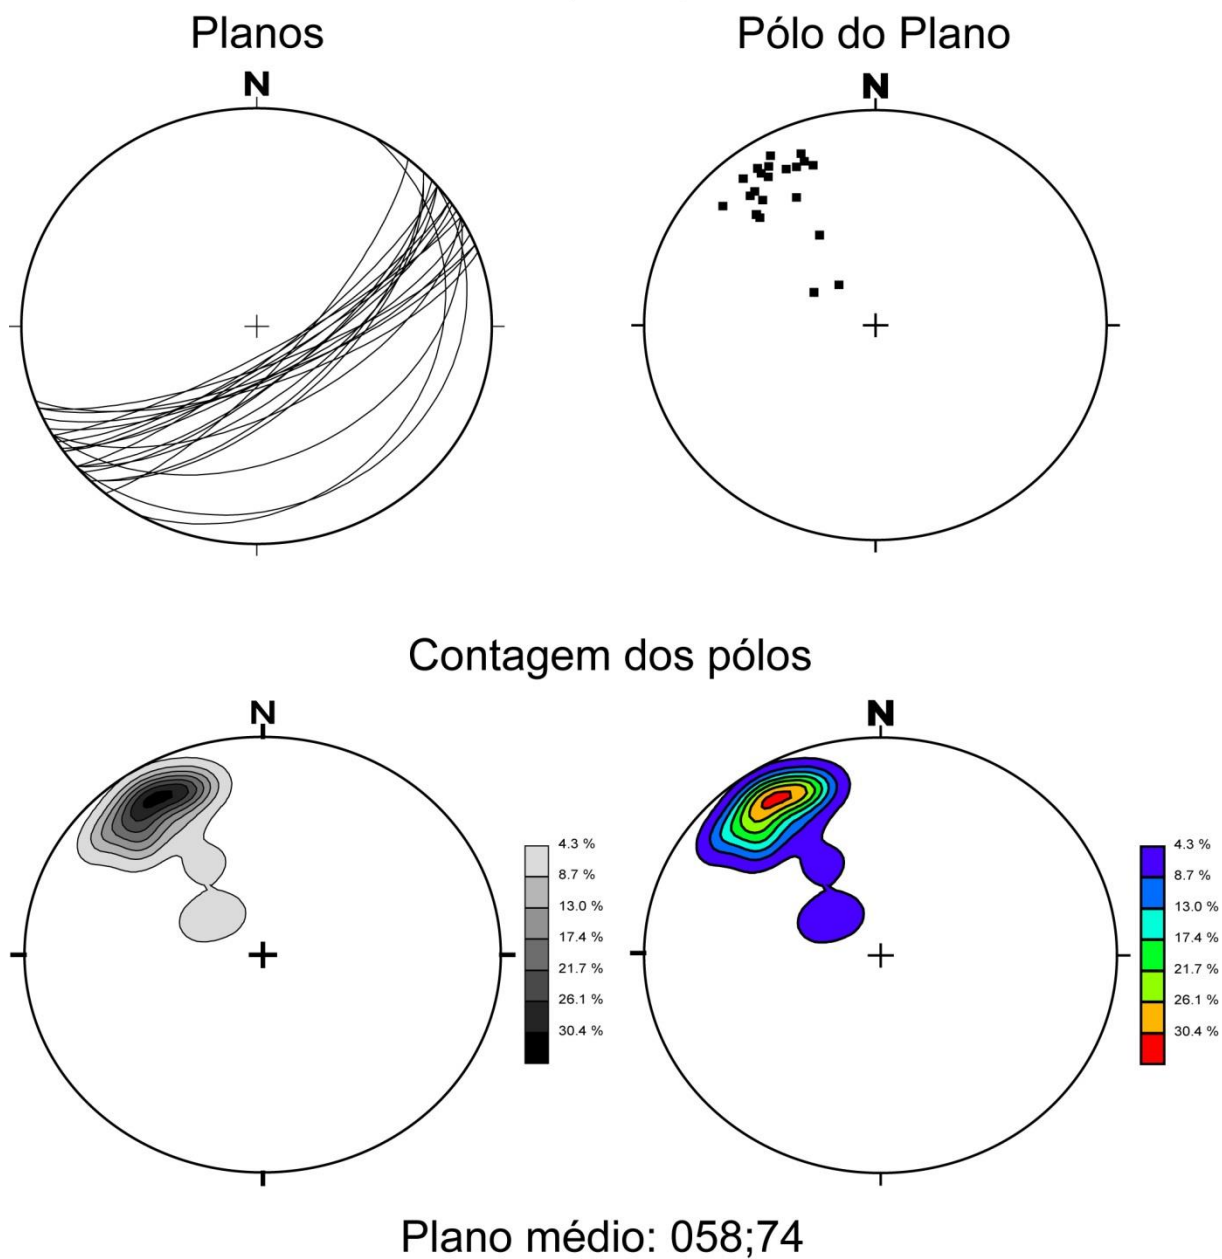 Planos
Pólo do Plano
N
N
Contagem dos pólos
N
N
4.3 %
8.7 %
13.0 %
17.4 %
21.7 %
26.1 %
30.4 %
4.3 %
8.7 %
13.0 %
17.4 %
21.7 %
26.1 %
30.4 %
Plano médio: 058;74